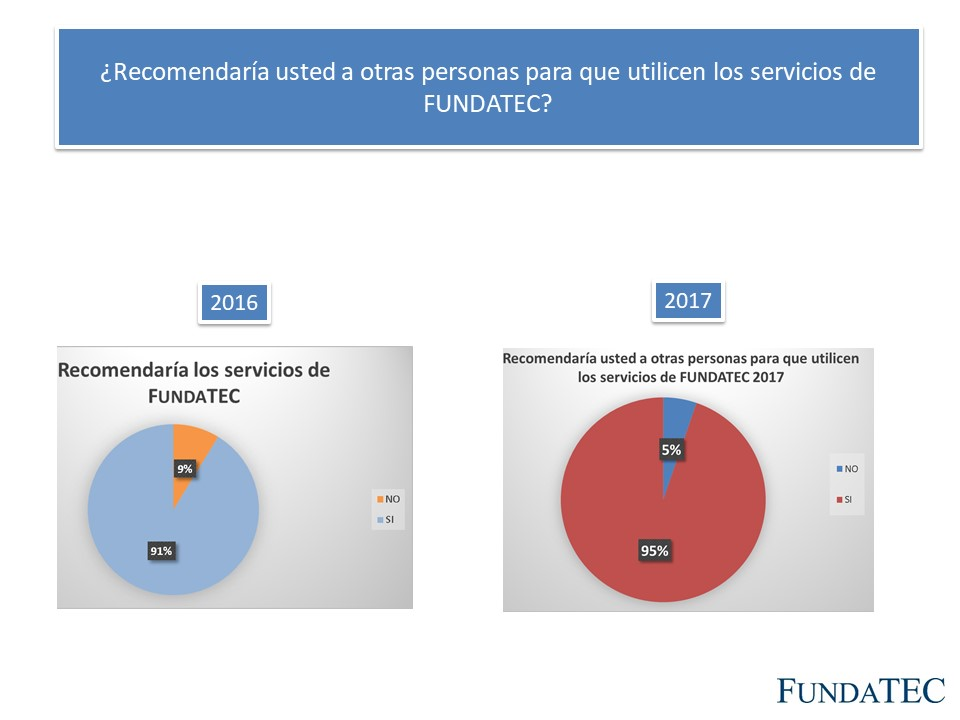 ¿Recomendaría usted a otras personas para que utilicen los servicios de
FUNDATEC?
2016
2017
Recomendaría los servicios de
FUNDATEC
9%
91%
NO
SI
Recomendaría usted a otras personas para que utilicen
los servicios de FUNDATEC 2017
5%
95%
NO
SI
FUNDATEC